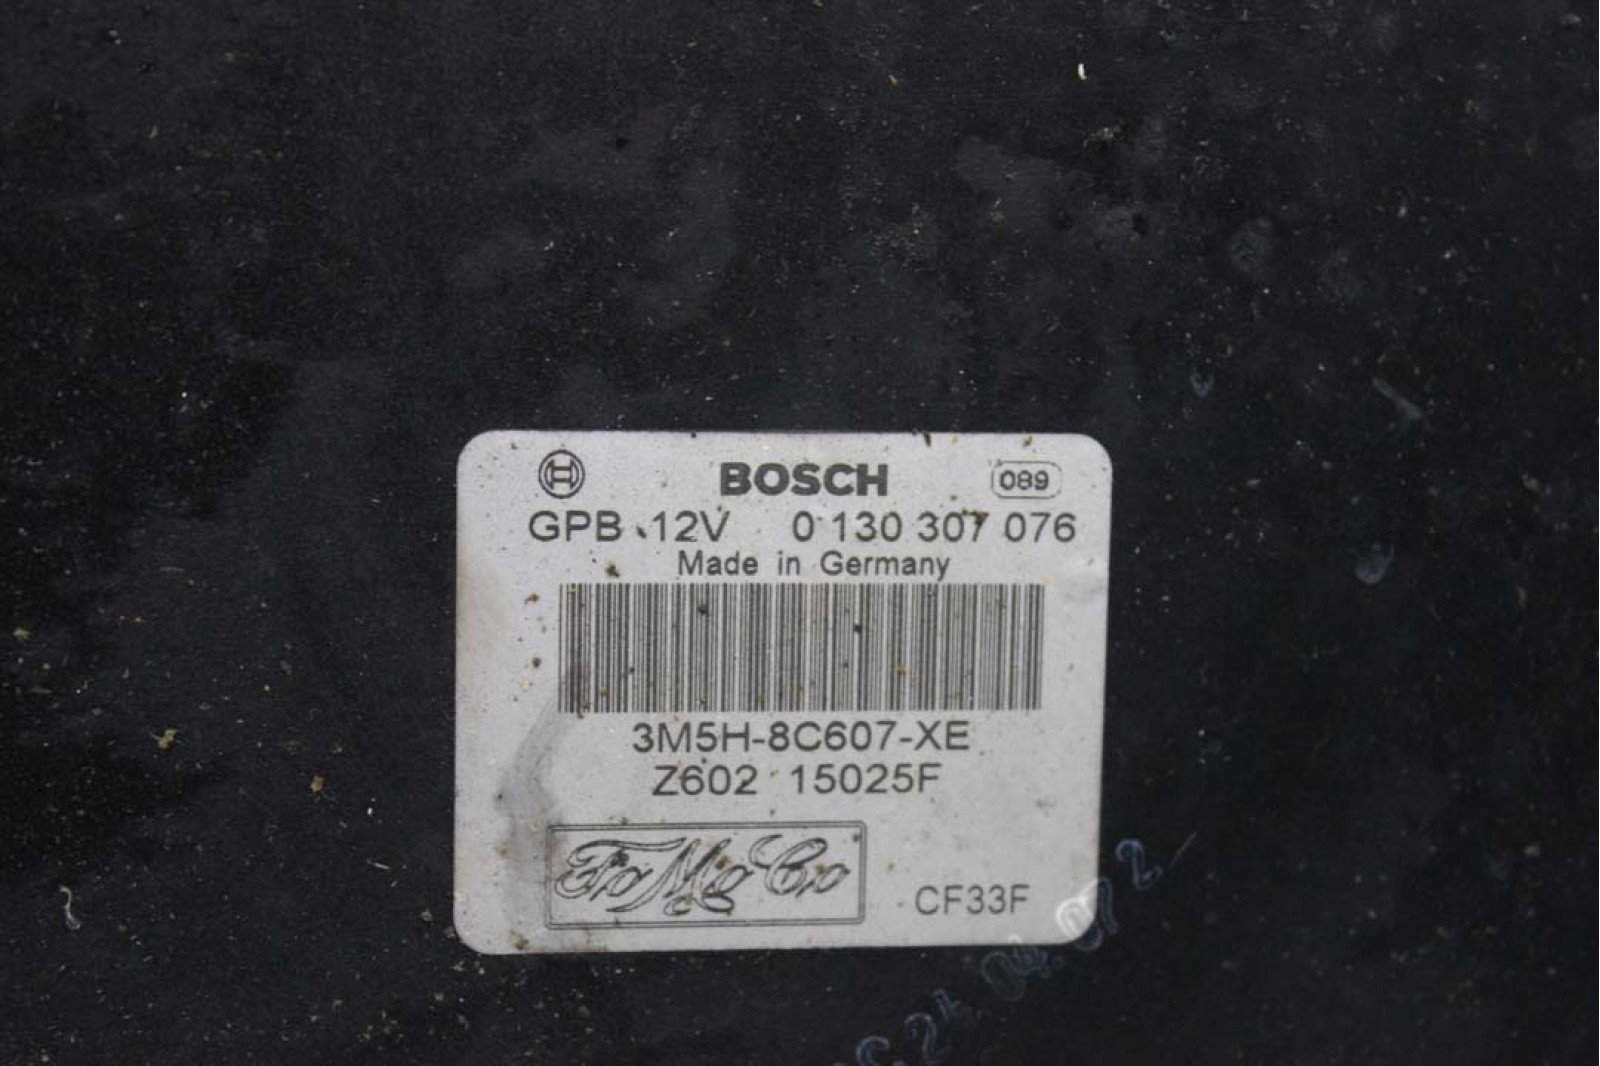 BOSCH 089
GPB 12V 0 130 307 076
Made in Germany
3M5H-8C607-XE
Z602 15025F
FoMoCo CF33F